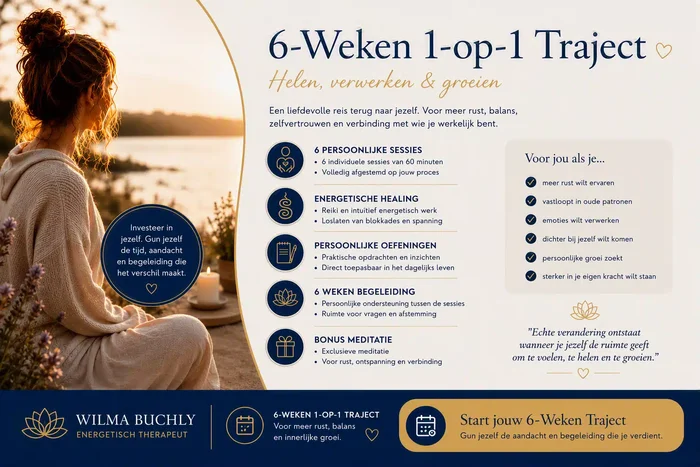 6-Weken 1-op-1 Traject
Helen, verwerken & groeien
Een liefdevolle reis terug naar jezelf. Voor meer rust, balans,
zelfvertrouwen en verbinding met wie je werkelijk bent.
6 PERSOONLIJKE SESSIES
• 6 individuele sessies van 60 minuten
• Volledig afgestemd op jouw proces
ENERGETISCHE HEALING
• Reiki en intuïtief energetisch werk
• Loslaten van blokkades en spanning
PERSOONLIJKE OEFENINGEN
• Praktische opdrachten en inzichten
• Direct toepasbaar in het dagelijks leven
6 WEKEN BEGELEIDING
• Persoonlijke ondersteuning tussen de sessies
• Ruimte voor vragen en afstemming
BONUS MEDITATIE
• Exclusieve meditatie
• Voor rust, ontspanning en verbinding
Voor jou als je...
meer rust wilt ervaren
vastloopt in oude patronen
emoties wilt verwerken
dichter bij jezelf wilt komen
persoonlijke groei zoekt
sterker in je eigen kracht wilt staan
"Echte verandering ontstaat
wanneer je jezelf de ruimte geeft
om te voelen, te helen en te groeien."
Investeer in
jezelf. Gun jezelf
de tijd, aandacht
en begeleiding die
het verschil maakt.
WILMA BUCHLY
ENERGETISCH THERAPEUT
6-WEKEN 1-OP-1 TRAJECT
Voor meer rust, balans
en innerlijke groei.
Start jouw 6-Weken Traject
Gun jezelf de aandacht en begeleiding die je verdient.